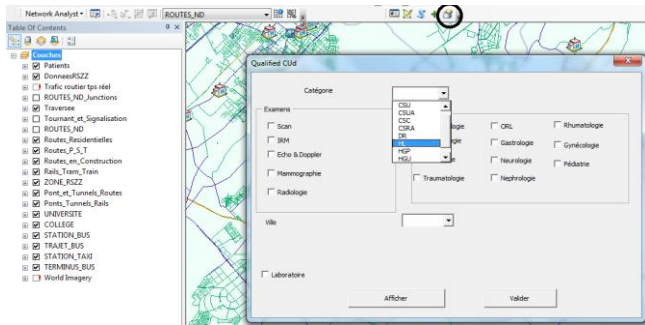 Network Analyst ROUTES_ND
Table Of Contents
Couches
Patients
DonneesRSZZ
Trafic routier tps réel
ROUTES_ND_Junctions
Traversee
Tournant_et_Signalisation
ROUTES_ND
Routes_Residentielles
Routes_P_S_T
Routes_en_Construction
Rails_Tram_Train
ZONE_RSZZ
Pont_et_Tunnels_Routes
Ponts_Tunnels_Rails
UNIVERSITE
COLLEGE
STATION_BUS
TRAJET_BUS
STATION_TAXI
TERMINUS_BUS
World Imagery
Qualified CUd
Catégorie
CSU
CSUA
CSC
CSRA
DR
HL
HGP
HGU
Examens
Scan
IRM
Echo & Doppler
Mammographie
Radiologie
Traumatologie
ORL
Gastrologie
Neurologie
Nephrologie
Rhumatologie
Gynécologie
Pédiatrie
Ville
Laboratoire
Afficher Valider